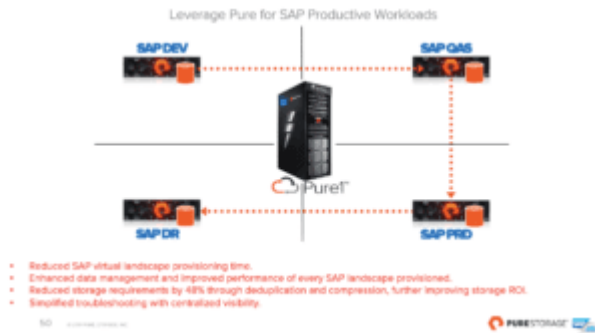 Leverage Pure for SAP Productive Workloads
SAP DEV
SAP QAS
Pure1
SAP DR
SAP PRD
• Reduced SAP virtual landscape provisioning time.
• Enhanced data management and improved performance of every SAP landscape provisioned.
• Reduced storage requirements by 48% through deduplication and compression, further improving storage ROI.
• Simplified troubleshooting with centralized visibility.
50
PURESTORAGE
SAP